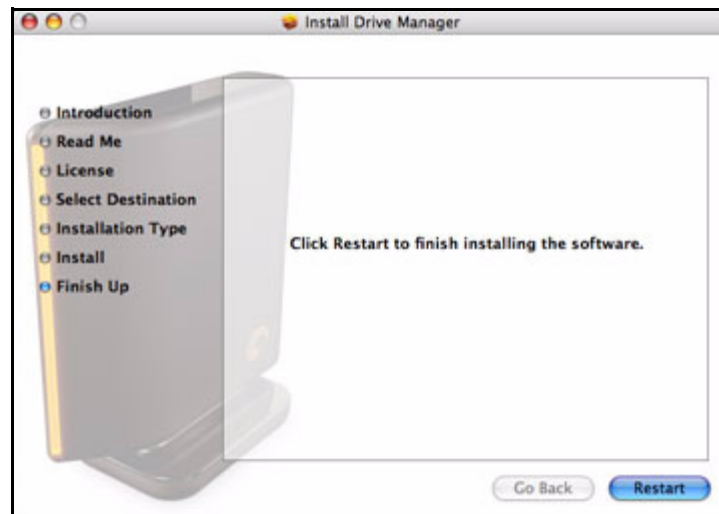 Install Drive Manager
Introduction
Read Me
License
Select Destination
Installation Type
Install
Finish Up
Click Restart to finish installing the software.
Go Back
Restart